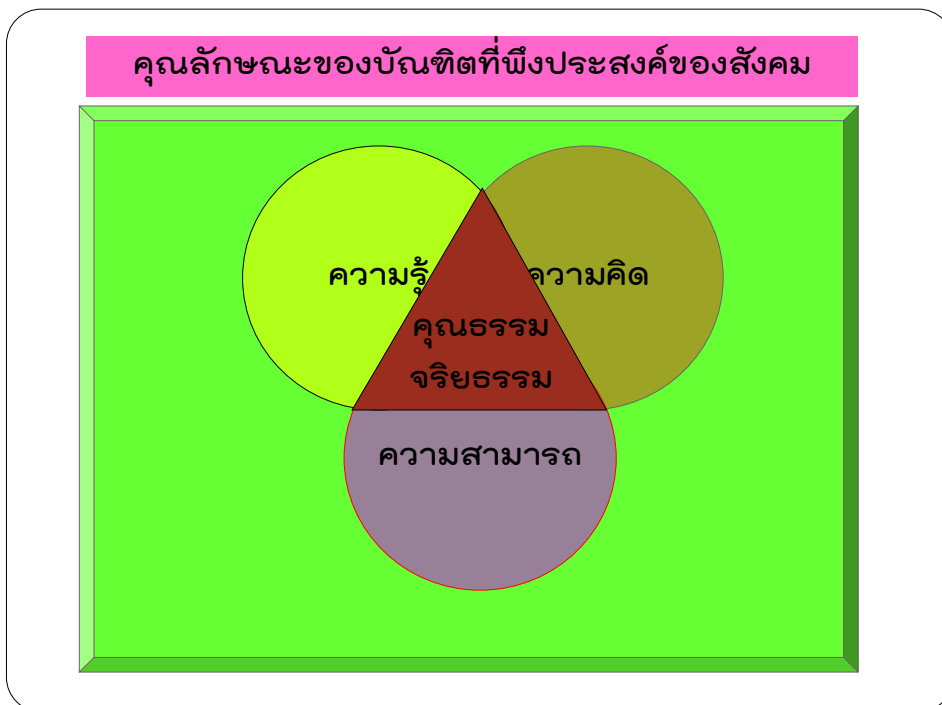 คุณลักษณะของบัณฑิตที่พึงประสงค์ของสังคม
ความรู้
ความคิด
คุณธรรม
จริยธรรม
ความสามารถ